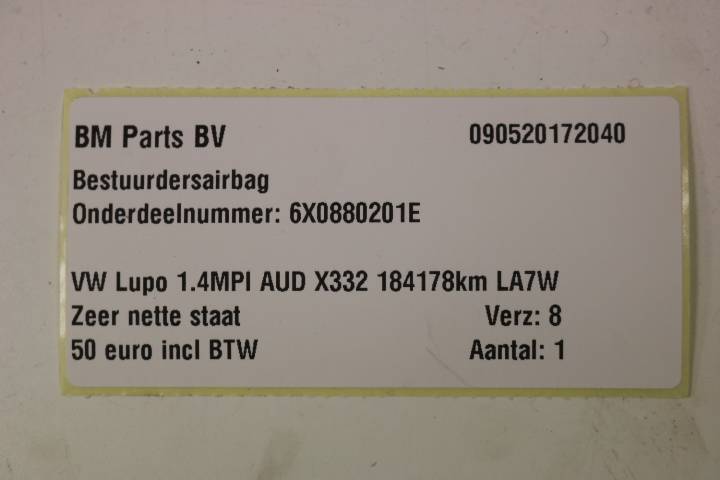 BM Parts BV 090520172040
Bestuurdersairbag
Onderdeelnummer: 6X0880201E
VW Lupo 1.4MPI AUD X332 184178km LA7W
Zeer nette staat Verz: 8
50 euro incl BTW Aantal: 1